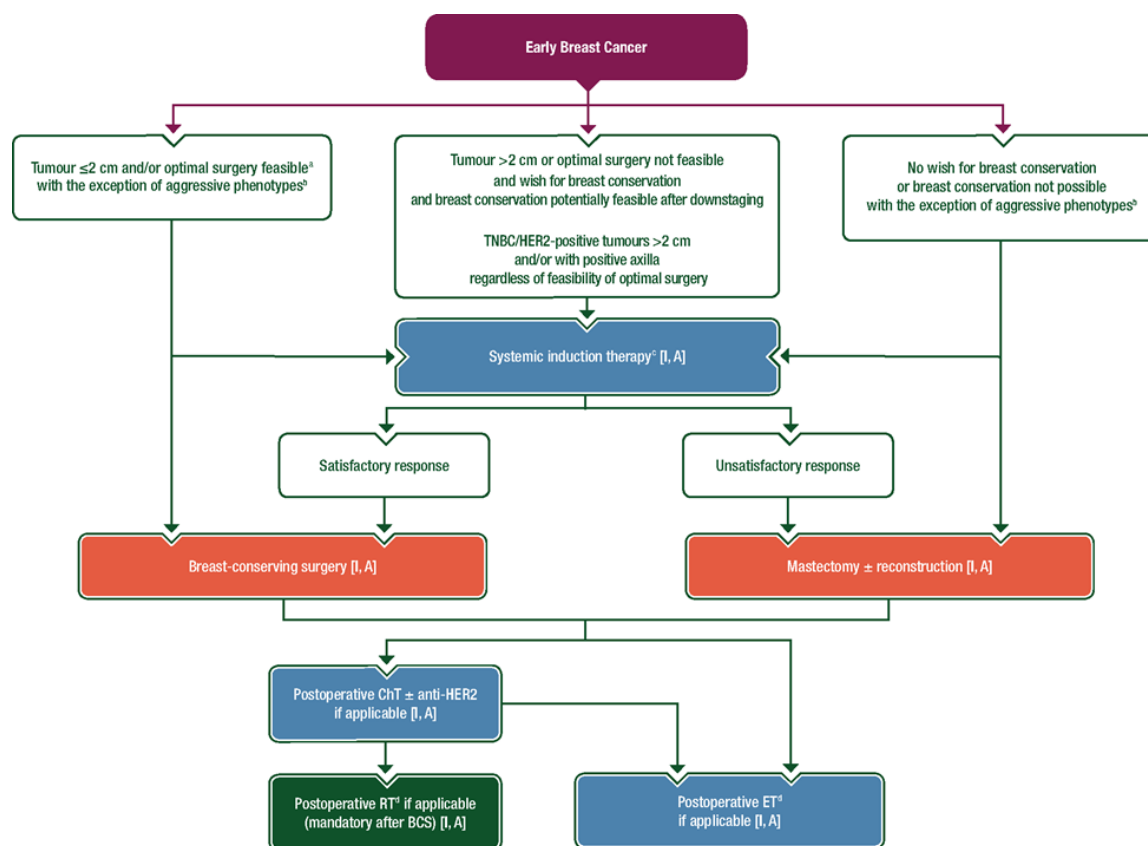 Early Breast Cancer
Tumour ≤2 cm and/or optimal surgery feasibleᵃ
with the exception of aggressive phenotypesᵇ
Tumour >2 cm or optimal surgery not feasible
and wish for breast conservation
and breast conservation potentially feasible after downstaging
TNBC/HER2-positive tumours >2 cm
and/or with positive axilla
regardless of feasibility of optimal surgery
No wish for breast conservation
or breast conservation not possible
with the exception of aggressive phenotypesᵇ
Systemic induction therapyᶜ [I, A]
Satisfactory response
Unsatisfactory response
Breast-conserving surgery [I, A]
Mastectomy ± reconstruction [I, A]
Postoperative ChT ± anti-HER2
if applicable [I, A]
Postoperative RTᵈ if applicable
(mandatory after BCS) [I, A]
Postoperative ETᵈ
if applicable [I, A]